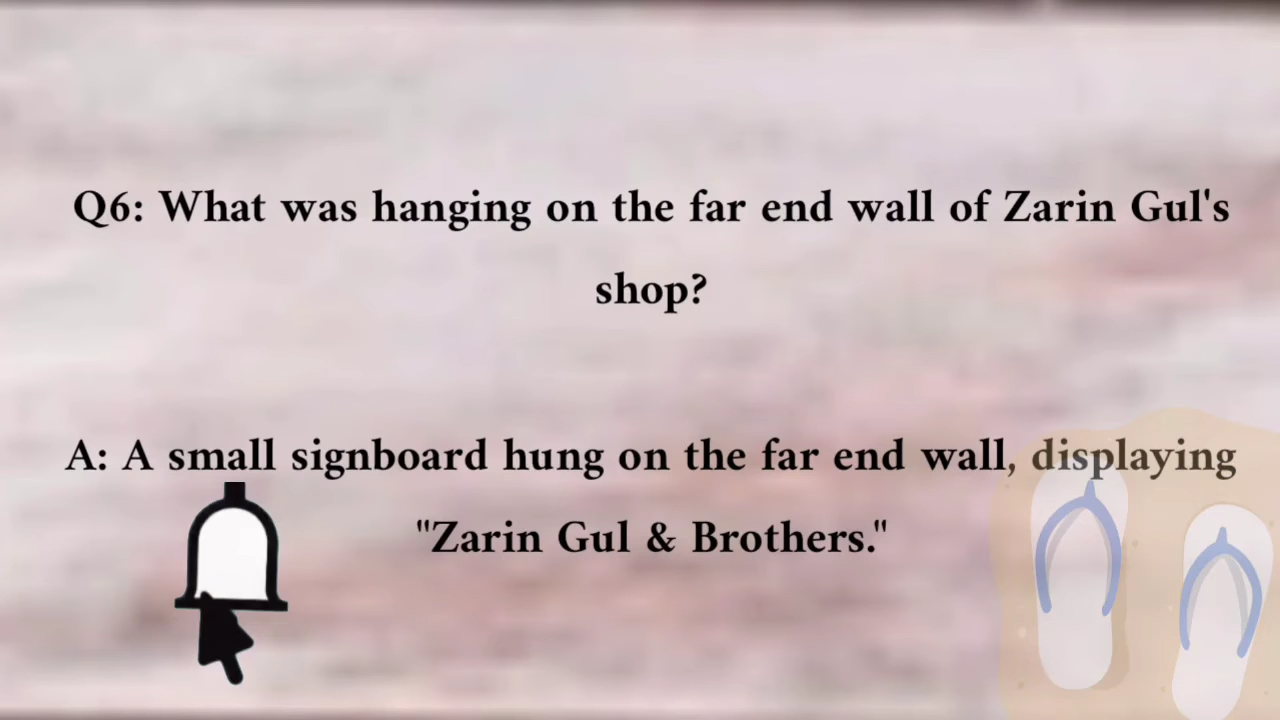 Q6: What was hanging on the far end wall of Zarin Gul's
shop?
A: A small signboard hung on the far end wall, displaying
"Zarin Gul & Brothers."